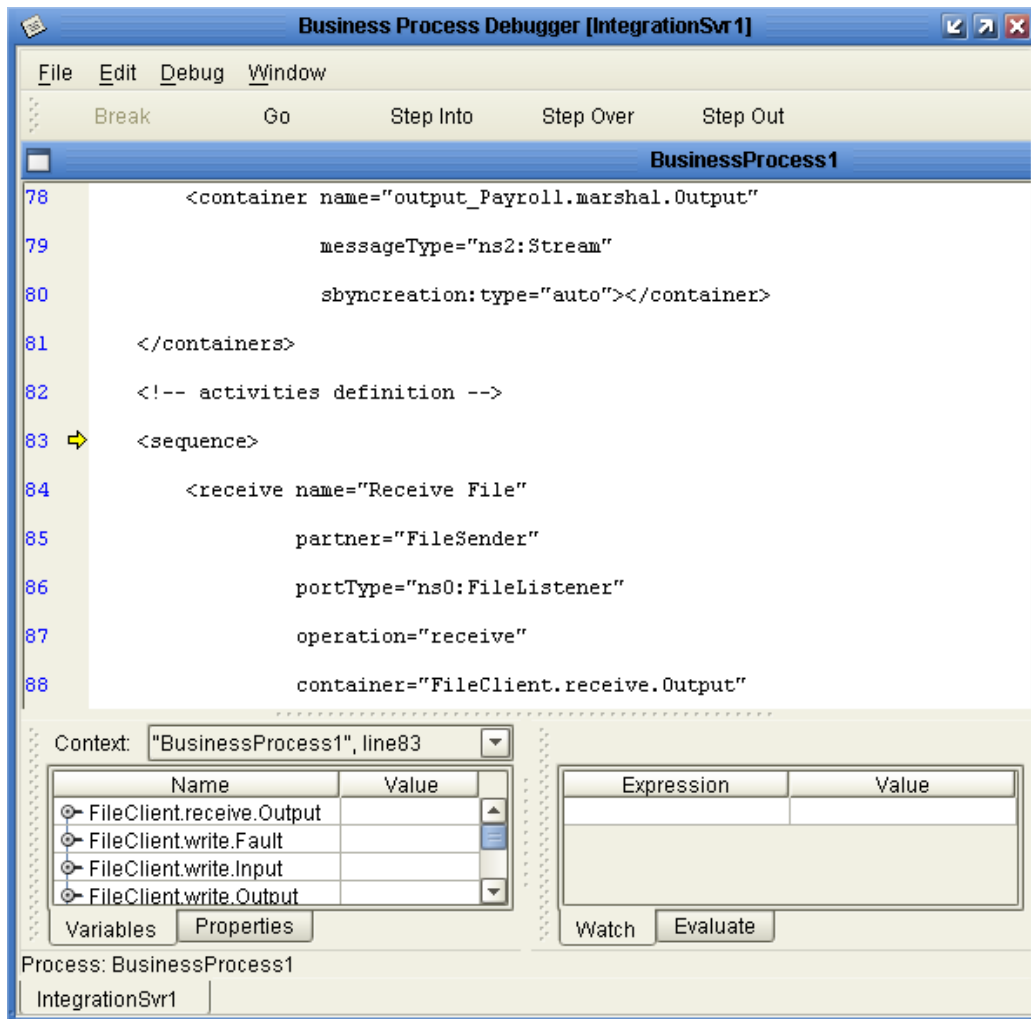 Business Process Debugger [IntegrationSvr1]
File Edit Debug Window
Break Go Step Into Step Over Step Out
BusinessProcess1
78 <container name="output_Payroll.marshal.Output"
79 messageType="ns2:Stream"
80 sbyncreation:type="auto"></container>
81 </containers>
82 <!-- activities definition -->
83 <sequence>
84 <receive name="Receive File"
85 partner="FileSender"
86 portType="ns0:FileListener"
87 operation="receive"
88 container="FileClient.receive.Output"
Context: "BusinessProcess1", line83
Name Value
FileClient.receive.Output
FileClient.write.Fault
FileClient.write.Input
FileClient.write.Output
Variables Properties
Expression Value
Watch Evaluate
Process: BusinessProcess1
IntegrationSvr1